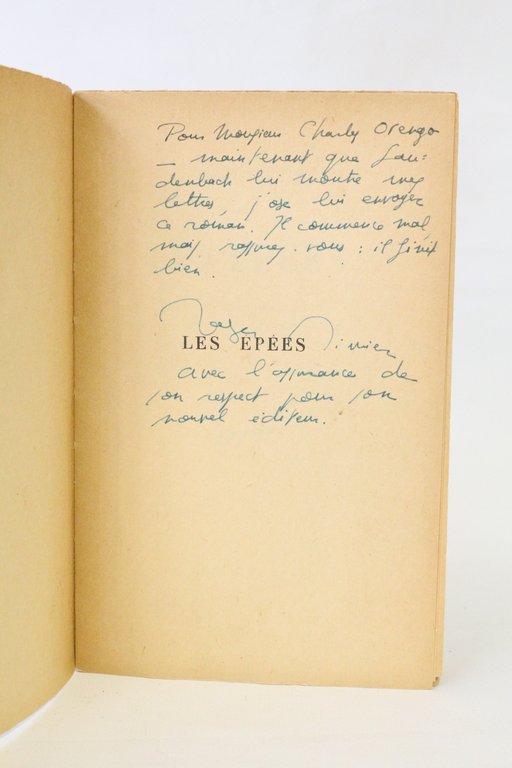 Pour Monsieur Charly Orengo
— maintenant que Lau-
denbach lui montre mes
lettres j'ose lui envoyer
ce roman. Il commence mal
mais rassurez-vous : il finit
bien.
Roger Nimier
LES ÉPÉES
avec l'assurance de
son respect pour son
nouvel éditeur.